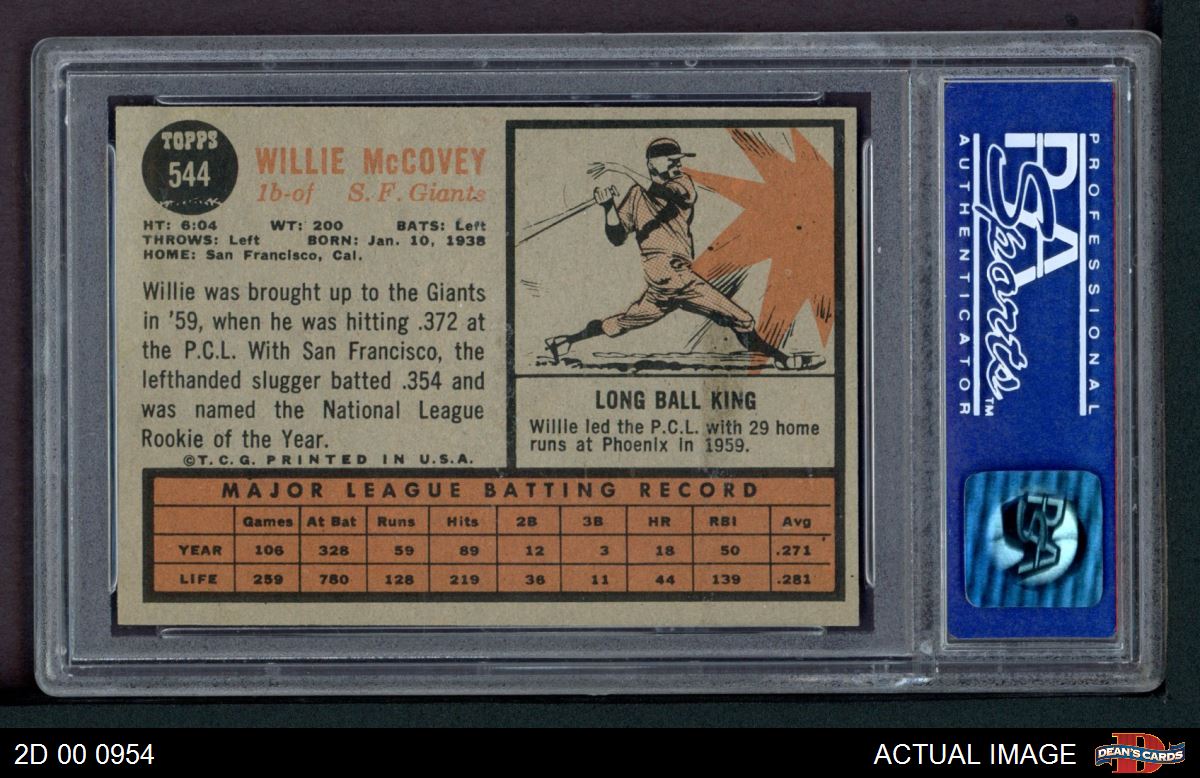 TOPPS
544
WILLIE McCOVEY
1b-of S. F. Giants
HT: 6:04 WT: 200 BATS: Left
THROWS: Left BORN: Jan. 10, 1938
HOME: San Francisco, Cal.
Willie was brought up to the Giants
in '59, when he was hitting .372 at
the P.C.L. With San Francisco, the
lefthanded slugger batted .354 and
was named the National League
Rookie of the Year.
©T.C.G. PRINTED IN U.S.A.
LONG BALL KING
Willie led the P.C.L. with 29 home
runs at Phoenix in 1959.
MAJOR LEAGUE BATTING RECORD
Games At Bat Runs Hits 2B 3B HR RBI Avg
YEAR 106 328 59 89 12 3 18 50 .271
LIFE 259 780 128 219 36 11 44 139 .281
PROFESSIONAL
PSA
Sports™
AUTHENTICATOR
PSA
2D 00 0954
ACTUAL IMAGE
DEAN'S CARDS